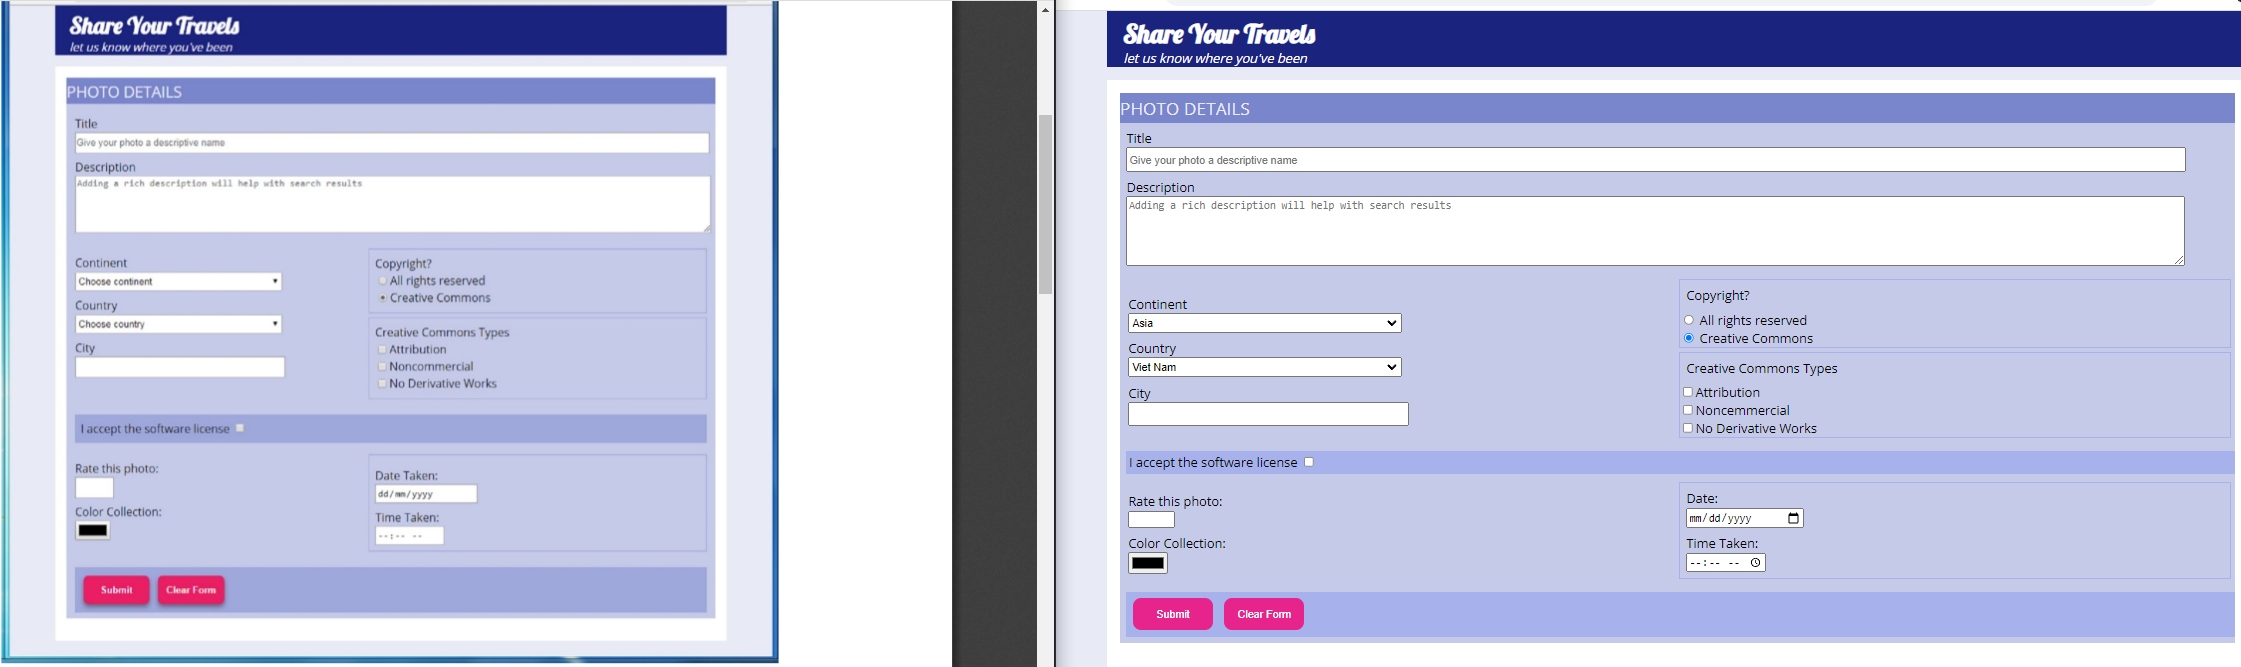 Share Your Travels
let us know where you've been
PHOTO DETAILS
Title
Give your photo a descriptive name
Description
Adding a rich description will help with search results
Continent
Choose continent
Country
Choose country
City
Copyright?
All rights reserved
Creative Commons
Creative Commons Types
Attribution
Noncommercial
No Derivative Works
I accept the software license
Rate this photo:
Color Collection:
Date Taken:
dd/mm/yyyy
Time Taken:
--:-- --
Submit Clear Form
Share Your Travels
let us know where you've been
PHOTO DETAILS
Title
Give your photo a descriptive name
Description
Adding a rich description will help with search results
Continent
Asia
Country
Viet Nam
City
Copyright?
All rights reserved
Creative Commons
Creative Commons Types
Attribution
Noncommercial
No Derivative Works
I accept the software license
Rate this photo:
Color Collection:
Date:
mm/dd/yyyy
Time Taken:
--:-- --
Submit Clear Form